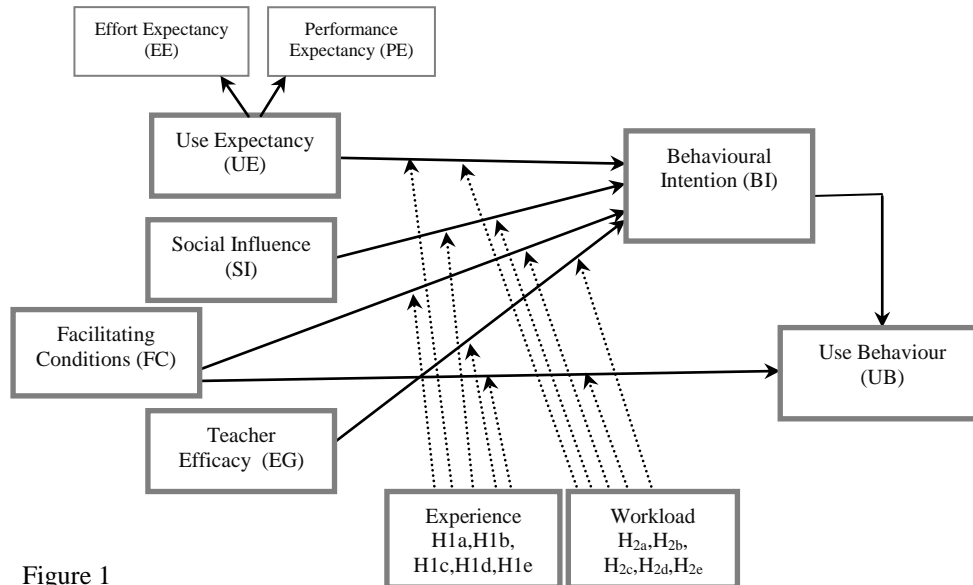 Effort Expectancy
(EE)
Performance
Expectancy (PE)
Use Expectancy
(UE)
Behavioural
Intention (BI)
Social Influence
(SI)
Facilitating
Conditions (FC)
Use Behaviour
(UB)
Teacher
Efficacy (EG)
Experience
H1a,H1b,
H1c,H1d,H1e
Workload
H2a,H2b,
H2c,H2d,H2e
Figure 1